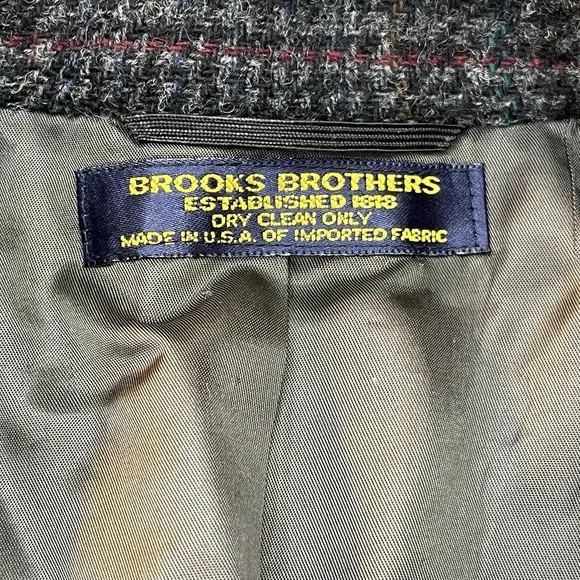 BROOKS BROTHERS
ESTABLISHED 1818
DRY CLEAN ONLY
MADE IN U.S.A. OF IMPORTED FABRIC